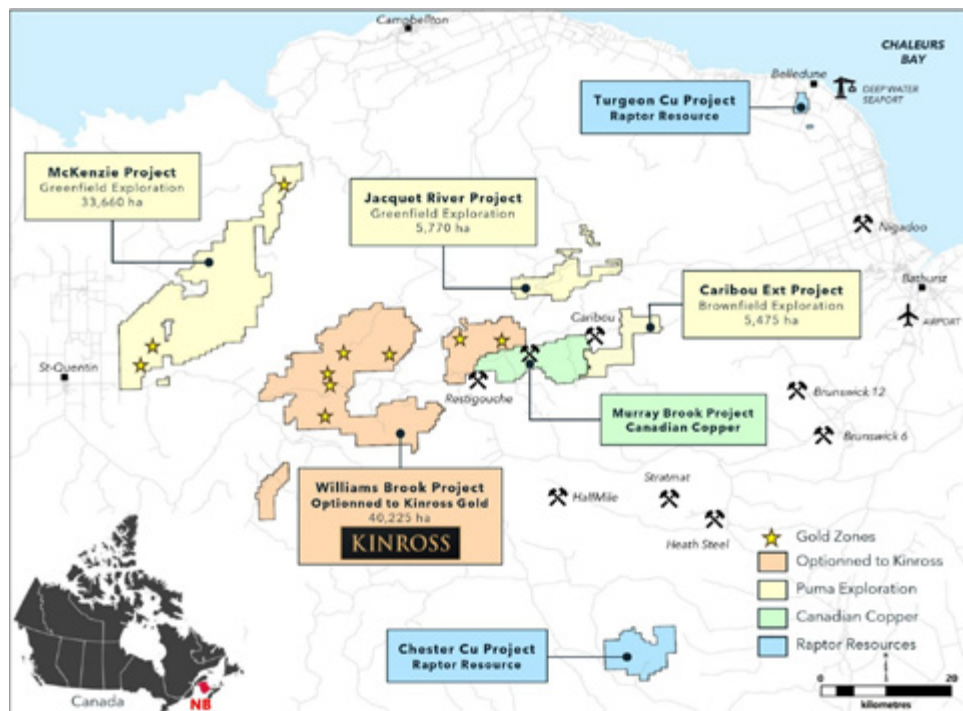 Campbellton
CHALEURS
BAY
Belledune
DEEP WATER
SEAPORT
Turgeon Cu Project
Raptor Resource
McKenzie Project
Greenfield Exploration
33,660 ha
Jacquet River Project
Greenfield Exploration
5,770 ha
Nigadoo
Caribou Ext Project
Brownfield Exploration
5,475 ha
Bathurst
Caribou
AIRPORT
St-Quentin
Restigouche
Brunswick 12
Murray Brook Project
Canadian Copper
Brunswick 6
Williams Brook Project
Optionned to Kinross Gold
40,225 ha
KINROSS
Stratmat
HalfMile
Heath Steel
Gold Zones
Optionned to Kinross
Puma Exploration
Canadian Copper
Raptor Resources
Chester Cu Project
Raptor Resource
0 10 20
kilometres
Canada
NB